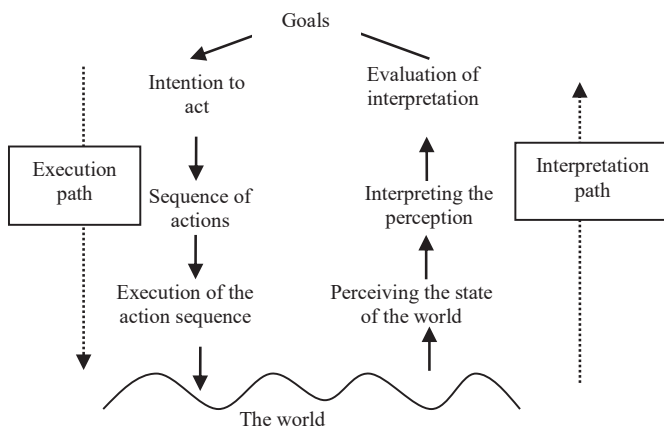 Goals
Intention to
act
Evaluation of
interpretation
Execution
path
Interpretation
path
Sequence of
actions
Interpreting the
perception
Execution of the
action sequence
Perceiving the state
of the world
The world